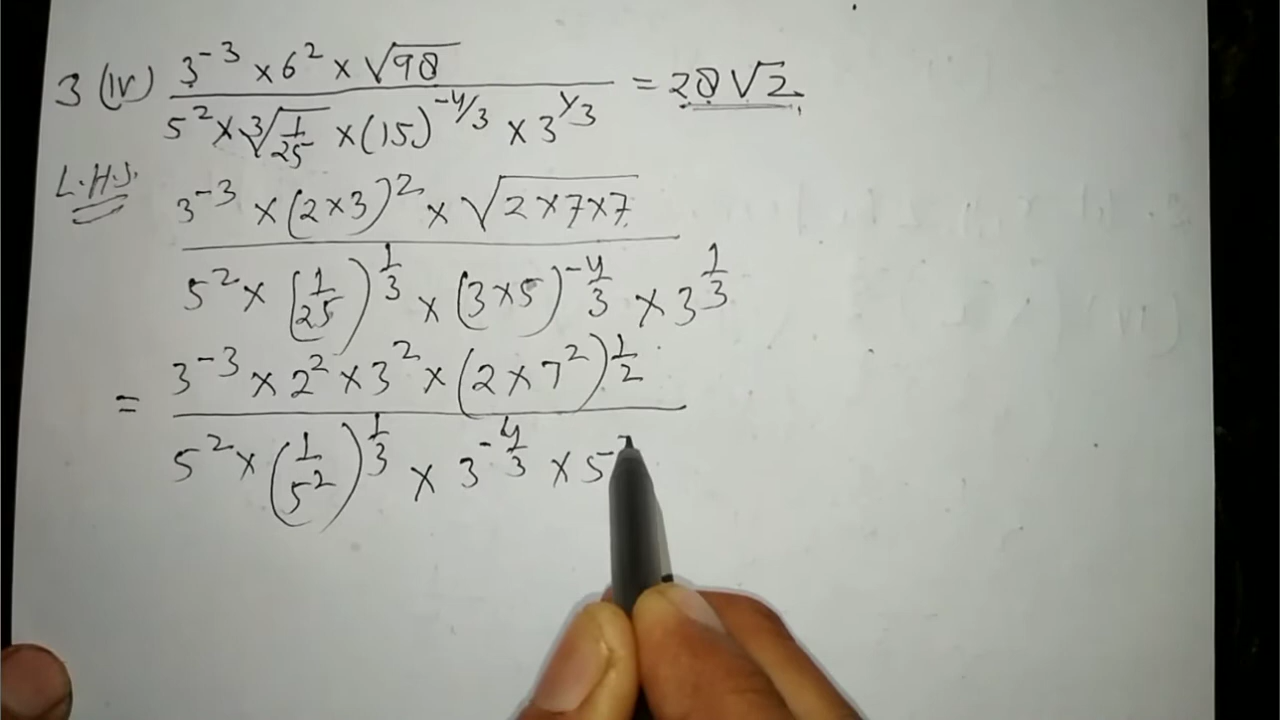 3 (iv) 3^-3 × 6^2 × √98 / 5^2 × ∛(1/25) × (15)^-4/3 × 3^1/3 = 28√2
L.H.S.
3^-3 × (2×3)^2 × √2×7×7 / 5^2 × (1/25)^1/3 × (3×5)^-4/3 × 3^1/3
= 3^-3 × 2^2 × 3^2 × (2×7^2)^1/2 / 5^2 × (1/5^2)^1/3 × 3^-4/3 × 5^-